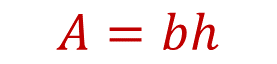 A = bh